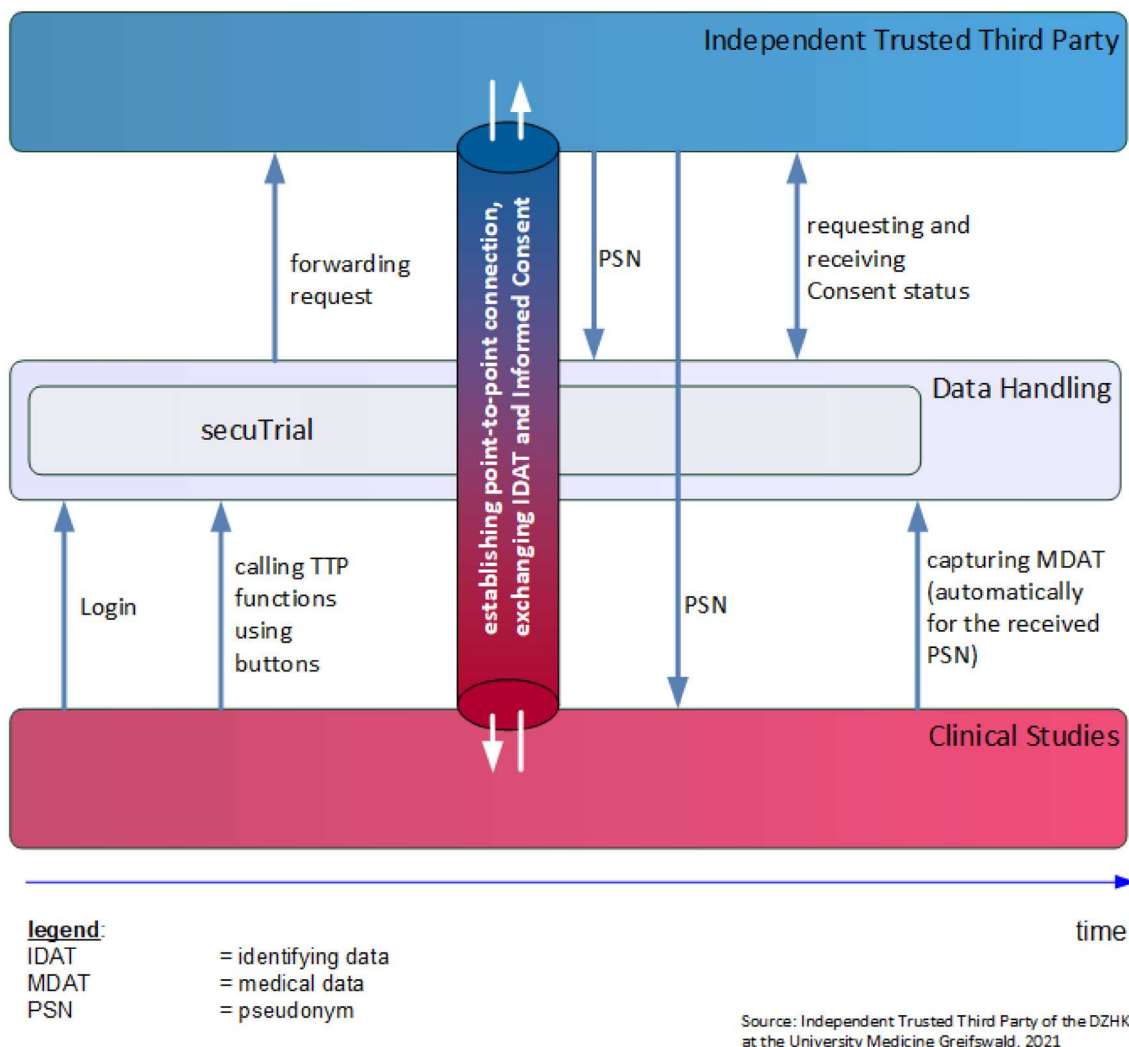 Independent Trusted Third Party
establishing point-to-point connection,
exchanging IDAT and Informed Consent
forwarding
request
PSN
requesting and
receiving
Consent status
Data Handling
secuTrial
Login
calling TTP
functions
using
buttons
PSN
capturing MDAT
(automatically
for the received
PSN)
Clinical Studies
time
legend:
IDAT = identifying data
MDAT = medical data
PSN = pseudonym
Source: Independent Trusted Third Party of the DZHK
at the University Medicine Greifswald, 2021